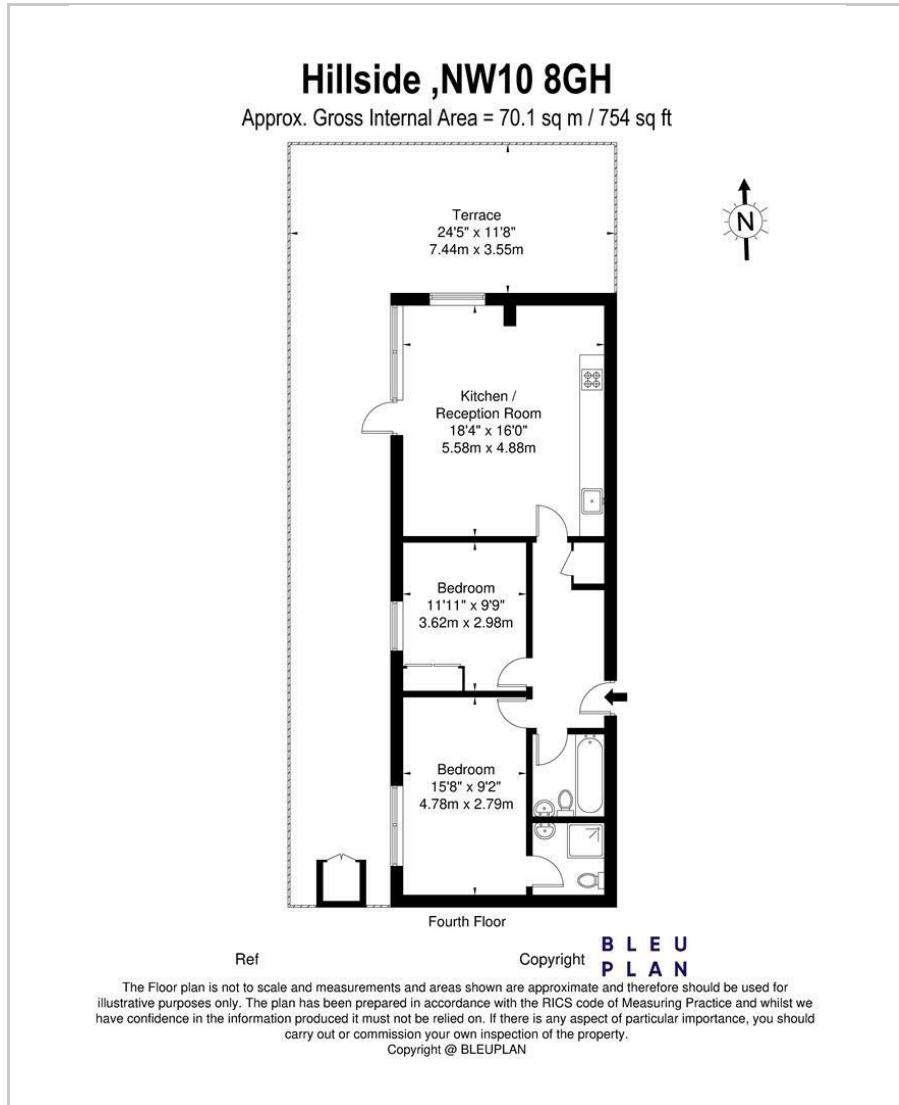 Hillside ,NW10 8GH
Approx. Gross Internal Area = 70.1 sq m / 754 sq ft
Terrace
24'5" x 11'8"
7.44m x 3.55m
N
Kitchen /
Reception Room
18'4" x 16'0"
5.58m x 4.88m
Bedroom
11'11" x 9'9"
3.62m x 2.98m
Bedroom
15'8" x 9'2"
4.78m x 2.79m
Fourth Floor
Ref
Copyright
BLEU
PLAN
The Floor plan is not to scale and measurements and areas shown are approximate and therefore should be used for
illustrative purposes only. The plan has been prepared in accordance with the RICS code of Measuring Practice and whilst we
have confidence in the information produced it must not be relied on. If there is any aspect of particular importance, you should
carry out or commission your own inspection of the property.
Copyright @ BLEUPLAN